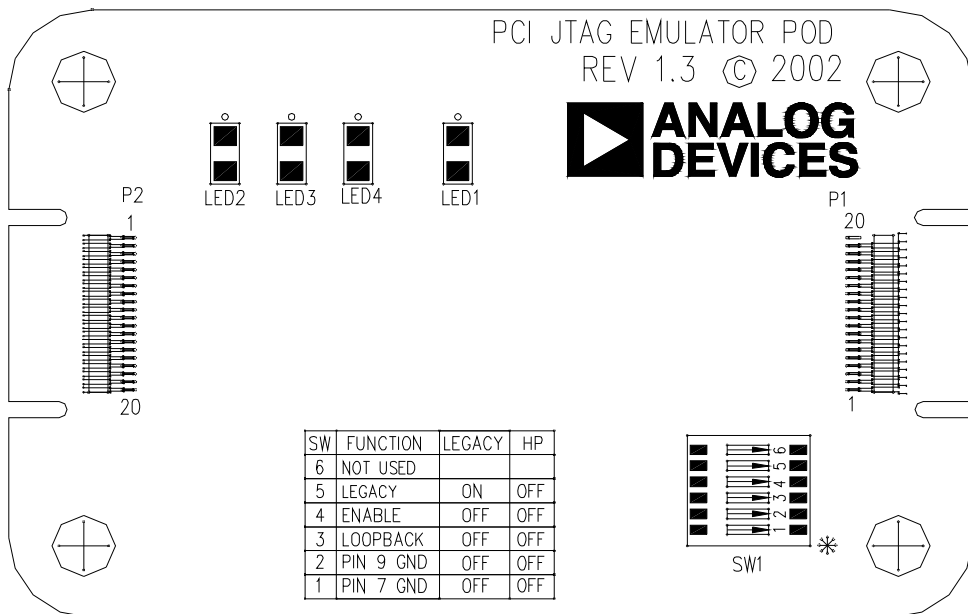 PCI JTAG EMULATOR POD
REV 1.3 © 2002
ANALOG
DEVICES
LED2 LED3 LED4 LED1
P2
1
20
P1
20
1
SW FUNCTION LEGACY HP
6 NOT USED
5 LEGACY ON OFF
4 ENABLE OFF OFF
3 LOOPBACK OFF OFF
2 PIN 9 GND OFF OFF
1 PIN 7 GND OFF OFF
6
5
4
3
2
1
SW1